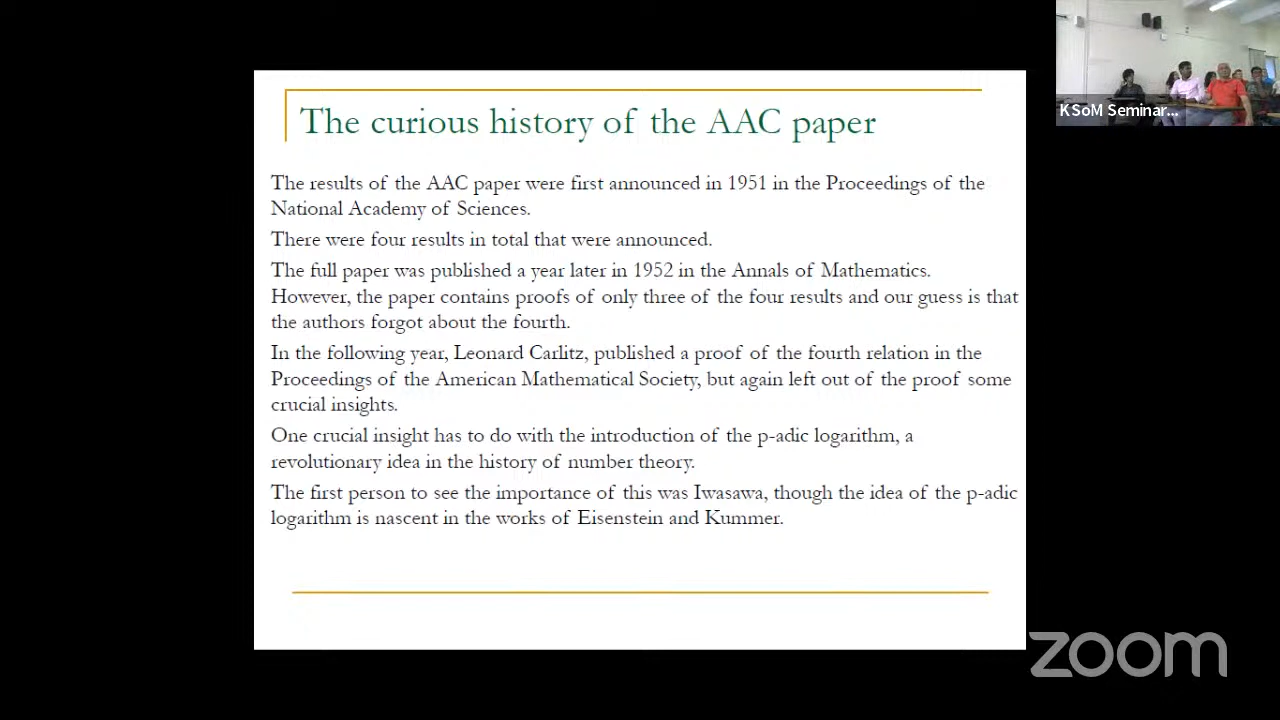 The curious history of the AAC paper
The results of the AAC paper were first announced in 1951 in the Proceedings of the
National Academy of Sciences.
There were four results in total that were announced.
The full paper was published a year later in 1952 in the Annals of Mathematics.
However, the paper contains proofs of only three of the four results and our guess is that
the authors forgot about the fourth.
In the following year, Leonard Carlitz, published a proof of the fourth relation in the
Proceedings of the American Mathematical Society, but again left out of the proof some
crucial insights.
One crucial insight has to do with the introduction of the p-adic logarithm, a
revolutionary idea in the history of number theory.
The first person to see the importance of this was Iwasawa, though the idea of the p-adic
logarithm is nascent in the works of Eisenstein and Kummer.
KSoM Seminar...
zoom